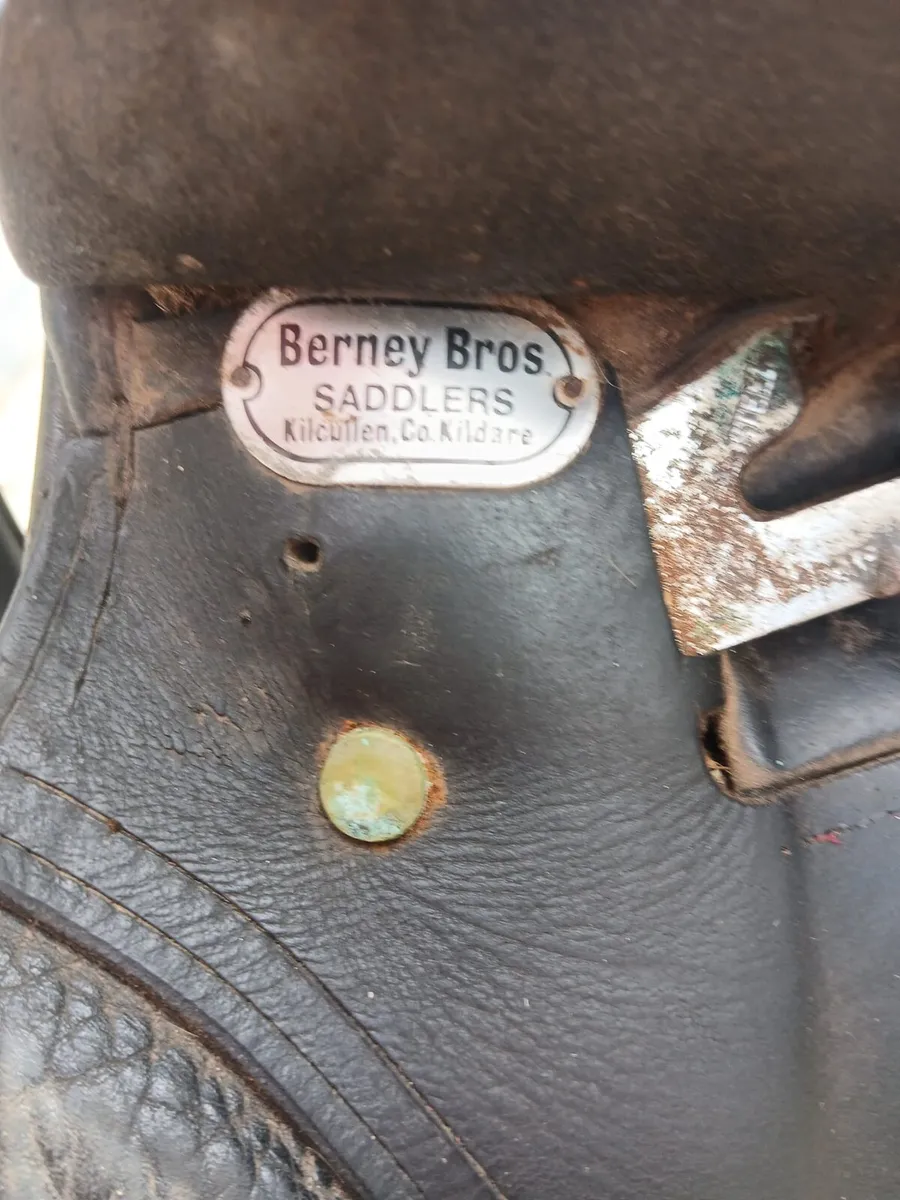 Berney Bros.
SADDLERS
Kilcullen, Co. Kildare